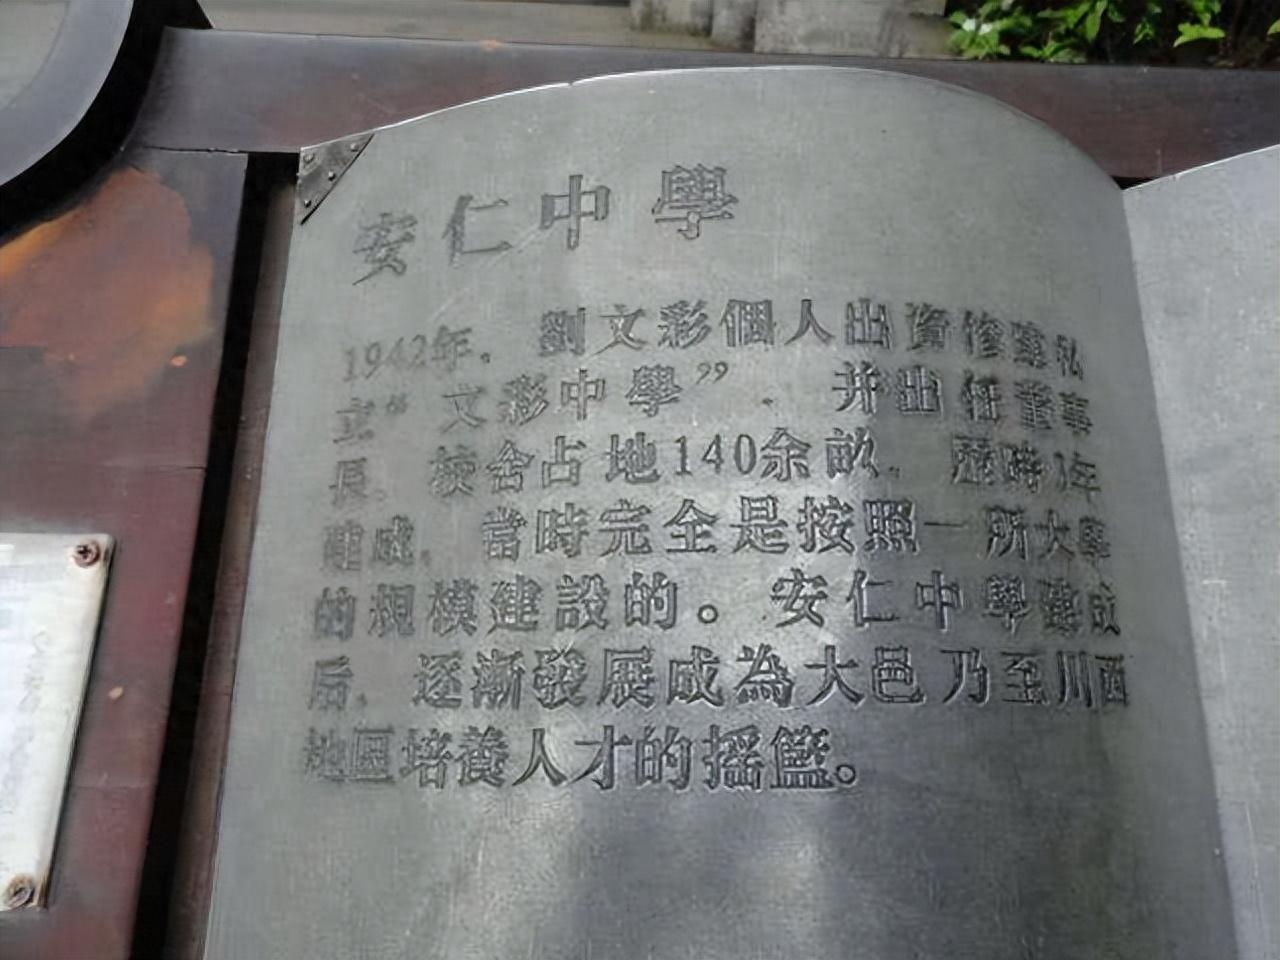 安仁中學
1942年，劉文彩個人出資修建私
立“文彩中學”，并出任董事
長，校舍占地140余畝，歷時3年
建成，當時完全是按照一所大學
的規模建設的。安仁中學建成
后，逐漸發展成為大邑乃至川西
地區培養人才的摇籃。